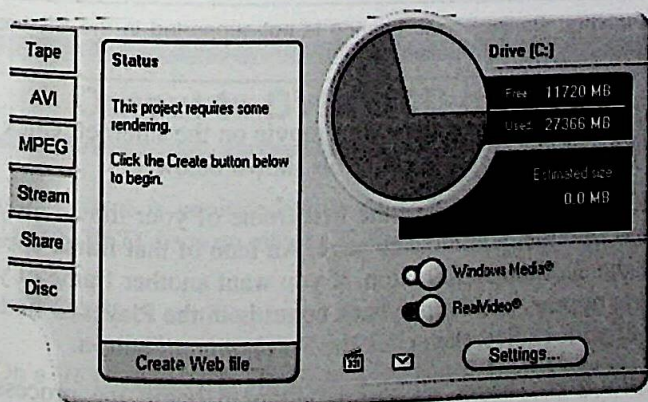 Tape
AVI
MPEG
Stream
Share
Disc
Status
This project requires some
rendering.
Click the Create button below
to begin.
Create Web file
Drive (C:)
Free 11720 MB
Used 27366 MB
Estimated size
0.0 MB
Windows Media®
RealVideo®
Settings...